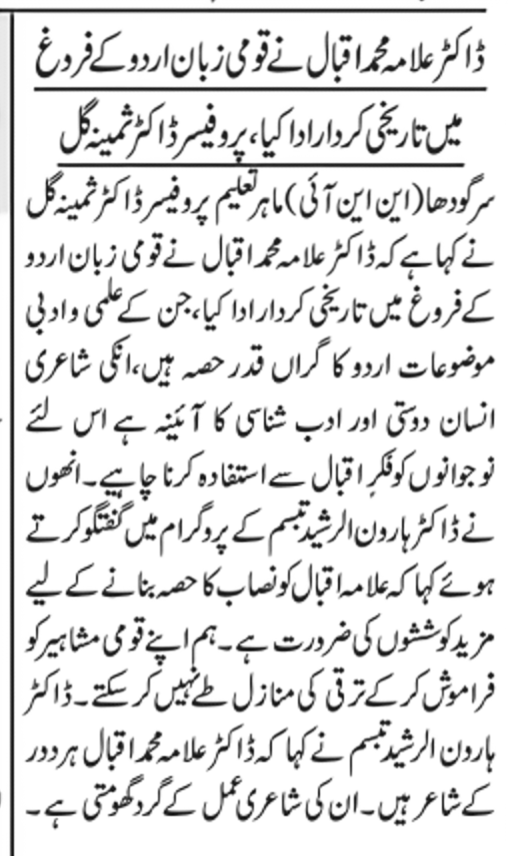 ڈاکٹر علامہ محمد اقبال نے قومی زبان اردو کے فروغ
میں تاریخی کردار ادا کیا، پروفیسر ڈاکٹر ثمینہ گل
سرگودھا (این این آئی) ماہر تعلیم پروفیسر ڈاکٹر ثمینہ گل
نے کہا ہے کہ ڈاکٹر علامہ محمد اقبال نے قومی زبان اردو
کے فروغ میں تاریخی کردار ادا کیا، جن کے علمی و ادبی
موضوعات اردو کا گراں قدر حصہ ہیں، انکی شاعری
انسان دوستی اور ادب شناسی کا آئینہ ہے اس لئے
نوجوانوں کو فکرِ اقبال سے استفادہ کرنا چاہیے۔ انھوں
نے ڈاکٹر ہارون الرشید تبسم کے پروگرام میں گفتگو کرتے
ہوئے کہا کہ علامہ اقبال کو نصاب کا حصہ بنانے کے لیے
مزید کوششوں کی ضرورت ہے۔ ہم اپنے قومی مشاہیر کو
فراموش کر کے ترقی کی منازل طے نہیں کر سکتے۔ ڈاکٹر
ہارون الرشید تبسم نے کہا کہ ڈاکٹر علامہ محمد اقبال ہر دور
کے شاعر ہیں۔ ان کی شاعری عمل کے گرد گھومتی ہے۔